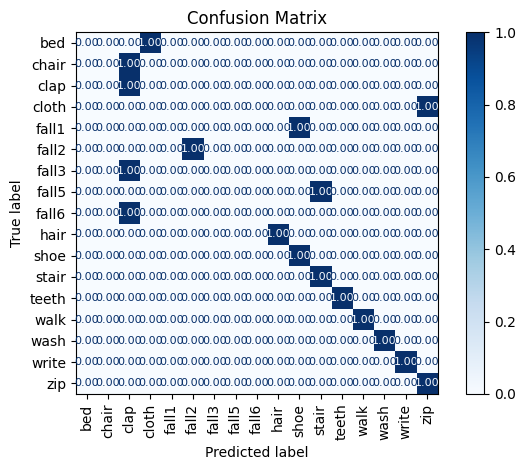 Confusion Matrix
bed 0.00 0.00 0.00 1.00 0.00 0.00 0.00 0.00 0.00 0.00 0.00 0.00 0.00 0.00 0.00 0.00 0.00
chair 0.00 0.00 1.00 0.00 0.00 0.00 0.00 0.00 0.00 0.00 0.00 0.00 0.00 0.00 0.00 0.00 0.00
clap 0.00 0.00 1.00 0.00 0.00 0.00 0.00 0.00 0.00 0.00 0.00 0.00 0.00 0.00 0.00 0.00 0.00
cloth 0.00 0.00 0.00 0.00 0.00 0.00 0.00 0.00 0.00 0.00 0.00 0.00 0.00 0.00 0.00 0.00 1.00
fall1 0.00 0.00 0.00 0.00 0.00 0.00 0.00 0.00 0.00 0.00 1.00 0.00 0.00 0.00 0.00 0.00 0.00
fall2 0.00 0.00 0.00 0.00 0.00 1.00 0.00 0.00 0.00 0.00 0.00 0.00 0.00 0.00 0.00 0.00 0.00
fall3 0.00 0.00 1.00 0.00 0.00 0.00 0.00 0.00 0.00 0.00 0.00 0.00 0.00 0.00 0.00 0.00 0.00
fall5 0.00 0.00 0.00 0.00 0.00 0.00 0.00 0.00 0.00 0.00 0.00 1.00 0.00 0.00 0.00 0.00 0.00
fall6 0.00 0.00 1.00 0.00 0.00 0.00 0.00 0.00 0.00 0.00 0.00 0.00 0.00 0.00 0.00 0.00 0.00
hair 0.00 0.00 0.00 0.00 0.00 0.00 0.00 0.00 0.00 1.00 0.00 0.00 0.00 0.00 0.00 0.00 0.00
shoe 0.00 0.00 0.00 0.00 0.00 0.00 0.00 0.00 0.00 0.00 1.00 0.00 0.00 0.00 0.00 0.00 0.00
stair 0.00 0.00 0.00 0.00 0.00 0.00 0.00 0.00 0.00 0.00 0.00 1.00 0.00 0.00 0.00 0.00 0.00
teeth 0.00 0.00 0.00 0.00 0.00 0.00 0.00 0.00 0.00 0.00 0.00 0.00 1.00 0.00 0.00 0.00 0.00
walk 0.00 0.00 0.00 0.00 0.00 0.00 0.00 0.00 0.00 0.00 0.00 0.00 0.00 1.00 0.00 0.00 0.00
wash 0.00 0.00 0.00 0.00 0.00 0.00 0.00 0.00 0.00 0.00 0.00 0.00 0.00 0.00 1.00 0.00 0.00
write 0.00 0.00 0.00 0.00 0.00 0.00 0.00 0.00 0.00 0.00 0.00 0.00 0.00 0.00 0.00 1.00 0.00
zip 0.00 0.00 0.00 0.00 0.00 0.00 0.00 0.00 0.00 0.00 0.00 0.00 0.00 0.00 0.00 0.00 1.00
True label
bed chair clap cloth fall1 fall2 fall3 fall5 fall6 hair shoe stair teeth walk wash write zip
Predicted label
1.0
0.8
0.6
0.4
0.2
0.0